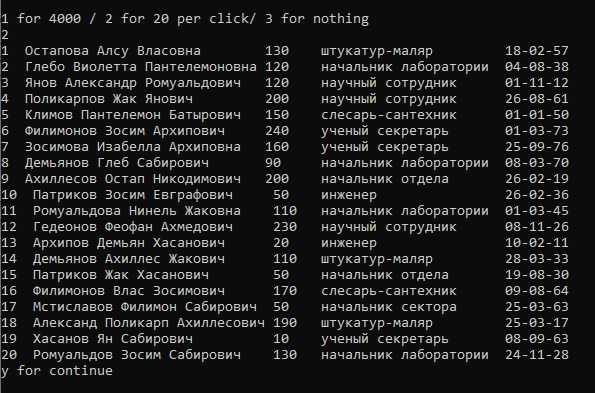 1 for 4000 / 2 for 20 per click/ 3 for nothing
2
1 Остапова Алсу Власовна 130 штукатур-маляр 18-02-57
2 Глебо Виолетта Пантелемоновна 120 начальник лаборатории 04-08-38
3 Янов Александр Ромуальдович 120 научный сотрудник 01-11-12
4 Поликарпов Жак Янович 200 научный сотрудник 26-08-61
5 Климов Пантелемон Батырович 150 слесарь-сантехник 01-01-50
6 Филимонов Зосим Архипович 240 ученый секретарь 01-03-73
7 Зосимова Изабелла Архиповна 160 ученый секретарь 25-09-76
8 Демьянов Глеб Сабирович 90 начальник лаборатории 08-03-70
9 Ахиллесов Остап Никодимович 200 начальник отдела 26-02-19
10 Патриков Зосим Евграфович 50 инженер 26-02-36
11 Ромуальдова Нинель Жаковна 110 начальник лаборатории 01-03-45
12 Гедеонов Феофан Ахмедович 230 научный сотрудник 08-11-26
13 Архипов Демьян Хасанович 20 инженер 10-02-11
14 Демьянов Ахиллес Жакович 110 штукатур-маляр 28-03-33
15 Патриков Жак Хасанович 50 начальник отдела 19-08-30
16 Филимонов Влас Зосимович 170 слесарь-сантехник 09-08-64
17 Мстиславов Филимон Сабирович 50 начальник сектора 25-03-63
18 Александ Поликарп Ахиллесович 190 штукатур-маляр 25-03-17
19 Хасанов Ян Сабирович 10 ученый секретарь 08-09-63
20 Ромуальдов Зосим Сабирович 130 начальник лаборатории 24-11-28
y for continue